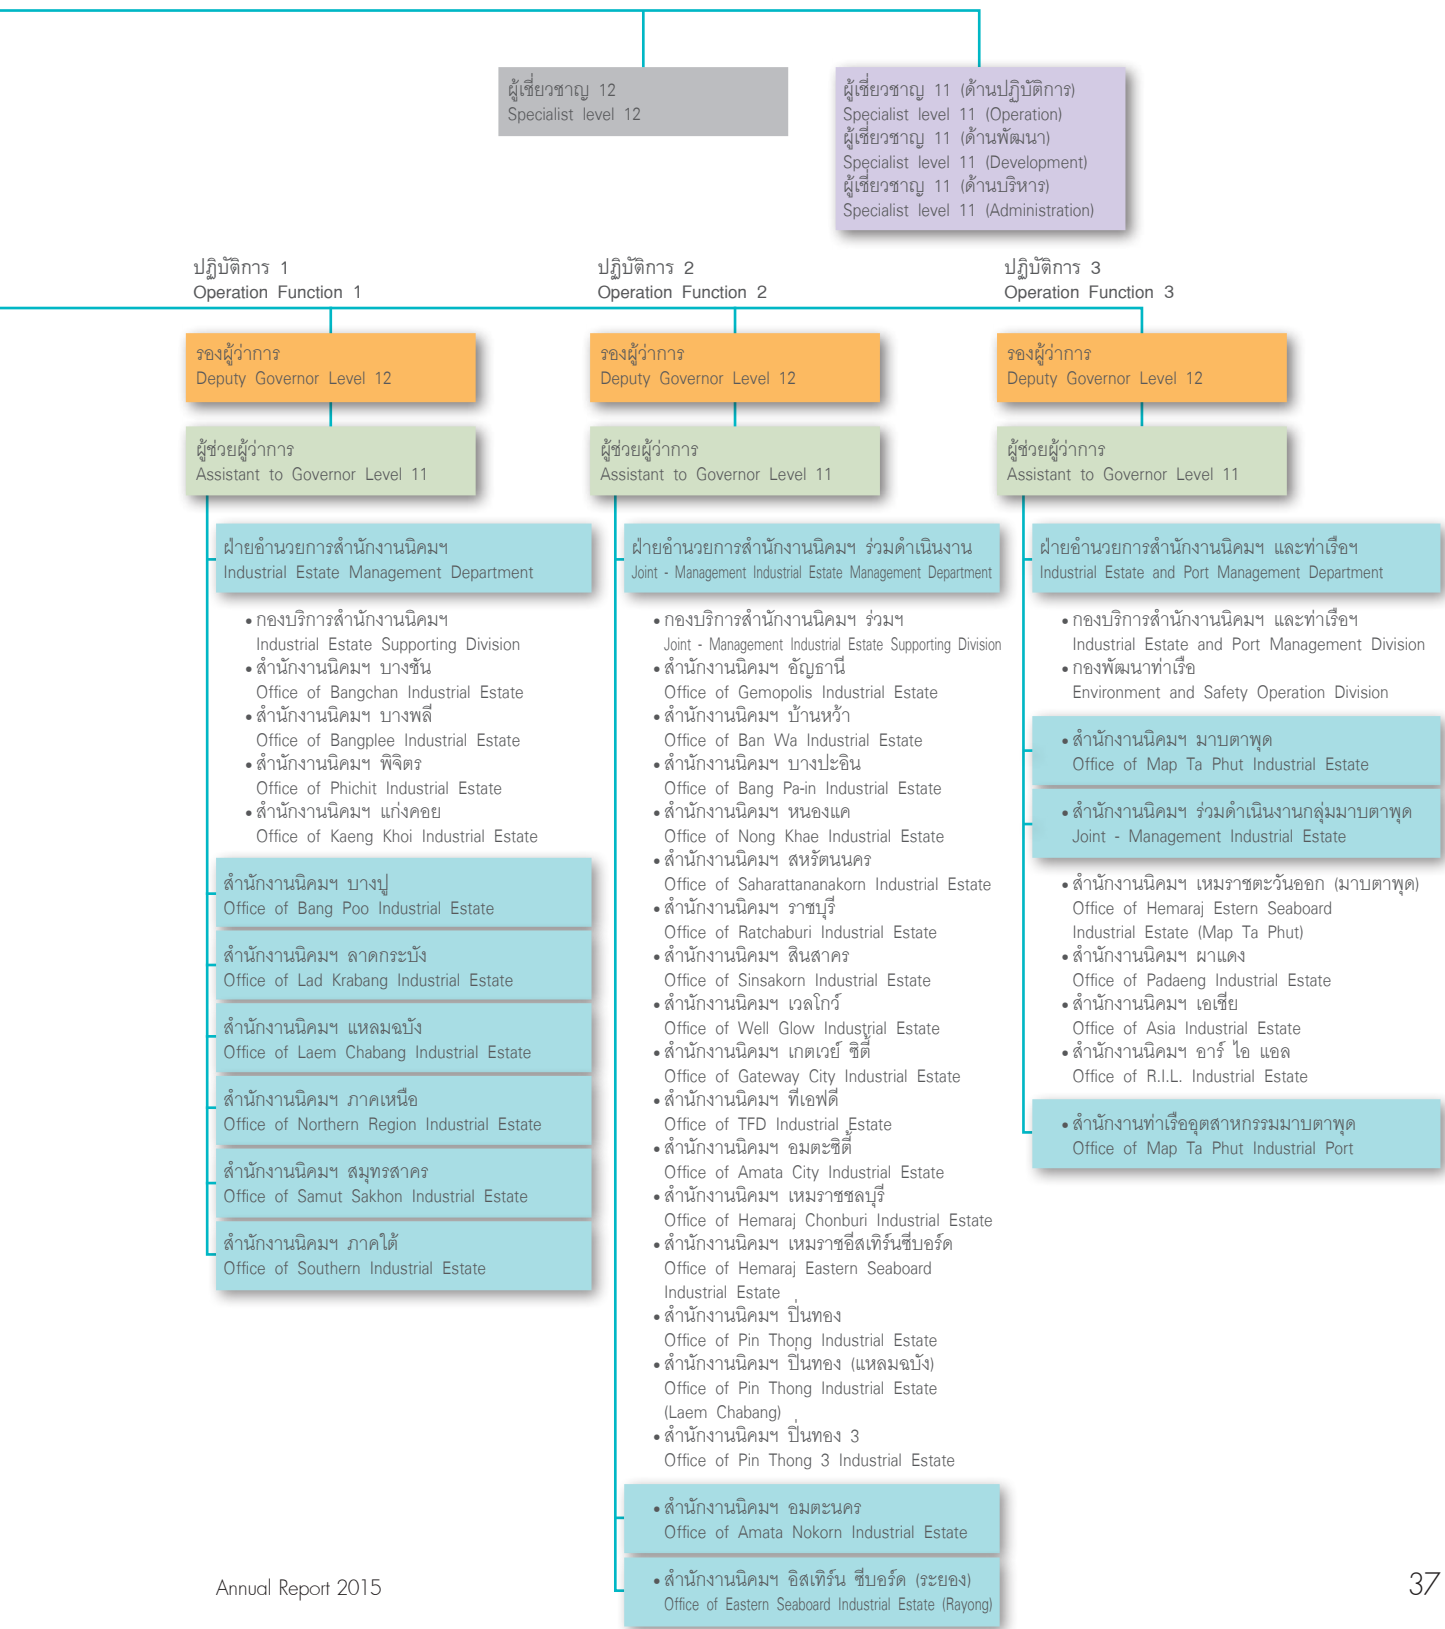 ผู้เชี่ยวชาญ 12
Specialist level 12
ผู้เชี่ยวชาญ 11 (ด้านปฏิบัติการ)
Specialist level 11 (Operation)
ผู้เชี่ยวชาญ 11 (ด้านพัฒนา)
Specialist level 11 (Development)
ผู้เชี่ยวชาญ 11 (ด้านบริหาร)
Specialist level 11 (Administration)
ปฏิบัติการ 1
Operation Function 1
รองผู้ว่าการ
Deputy Governor Level 12
ผู้ช่วยผู้ว่าการ
Assistant to Governor Level 11
ฝ่ายอำนวยการสำนักงานนิคมฯ
Industrial Estate Management Department
• กองบริการสำนักงานนิคมฯ
Industrial Estate Supporting Division
• สำนักงานนิคมฯ บางชัน
Office of Bangchan Industrial Estate
• สำนักงานนิคมฯ บางพลี
Office of Bangplee Industrial Estate
• สำนักงานนิคมฯ พิจิตร
Office of Phichit Industrial Estate
• สำนักงานนิคมฯ แก่งคอย
Office of Kaeng Khoi Industrial Estate
สำนักงานนิคมฯ บางปู
Office of Bang Poo Industrial Estate
สำนักงานนิคมฯ ลาดกระบัง
Office of Lad Krabang Industrial Estate
สำนักงานนิคมฯ แหลมฉบัง
Office of Laem Chabang Industrial Estate
สำนักงานนิคมฯ ภาคเหนือ
Office of Northern Region Industrial Estate
สำนักงานนิคมฯ สมุทรสาคร
Office of Samut Sakhon Industrial Estate
สำนักงานนิคมฯ ภาคใต้
Office of Southern Industrial Estate
ปฏิบัติการ 2
Operation Function 2
รองผู้ว่าการ
Deputy Governor Level 12
ผู้ช่วยผู้ว่าการ
Assistant to Governor Level 11
ฝ่ายอำนวยการสำนักงานนิคมฯ ร่วมดำเนินงาน
Joint - Management Industrial Estate Management Department
• กองบริการสำนักงานนิคมฯ ร่วมฯ
Joint - Management Industrial Estate Supporting Division
• สำนักงานนิคมฯ อัญธานี
Office of Gemopolis Industrial Estate
• สำนักงานนิคมฯ บ้านหว้า
Office of Ban Wa Industrial Estate
• สำนักงานนิคมฯ บางปะอิน
Office of Bang Pa-in Industrial Estate
• สำนักงานนิคมฯ หนองแค
Office of Nong Khae Industrial Estate
• สำนักงานนิคมฯ สหรัตนนคร
Office of Saharattananakorn Industrial Estate
• สำนักงานนิคมฯ ราชบุรี
Office of Ratchaburi Industrial Estate
• สำนักงานนิคมฯ สินสาคร
Office of Sinsakorn Industrial Estate
• สำนักงานนิคมฯ เวลโกว์
Office of Well Glow Industrial Estate
• สำนักงานนิคมฯ เกตเวย์ ซิตี้
Office of Gateway City Industrial Estate
• สำนักงานนิคมฯ ทีเอฟดี
Office of TFD Industrial Estate
• สำนักงานนิคมฯ อมตะซิตี้
Office of Amata City Industrial Estate
• สำนักงานนิคมฯ เหมราชชลบุรี
Office of Hemaraj Chonburi Industrial Estate
• สำนักงานนิคมฯ เหมราชอีสเทิร์นซีบอร์ด
Office of Hemaraj Eastern Seaboard
Industrial Estate
• สำนักงานนิคมฯ ปิ่นทอง
Office of Pin Thong Industrial Estate
• สำนักงานนิคมฯ ปิ่นทอง (แหลมฉบัง)
Office of Pin Thong Industrial Estate
(Laem Chabang)
• สำนักงานนิคมฯ ปิ่นทอง 3
Office of Pin Thong 3 Industrial Estate
• สำนักงานนิคมฯ อมตะนคร
Office of Amata Nokorn Industrial Estate
• สำนักงานนิคมฯ อิสเทิร์น ซีบอร์ด (ระยอง)
Office of Eastern Seaboard Industrial Estate (Rayong)
ปฏิบัติการ 3
Operation Function 3
รองผู้ว่าการ
Deputy Governor Level 12
ผู้ช่วยผู้ว่าการ
Assistant to Governor Level 11
ฝ่ายอำนวยการสำนักงานนิคมฯ และท่าเรือฯ
Industrial Estate and Port Management Department
• กองบริการสำนักงานนิคมฯ และท่าเรือฯ
Industrial Estate and Port Management Division
• กองพัฒนาท่าเรือ
Environment and Safety Operation Division
• สำนักงานนิคมฯ มาบตาพุด
Office of Map Ta Phut Industrial Estate
• สำนักงานนิคมฯ ร่วมดำเนินงานกลุ่มมาบตาพุด
Joint - Management Industrial Estate
• สำนักงานนิคมฯ เหมราชตะวันออก (มาบตาพุด)
Office of Hemaraj Estern Seaboard
Industrial Estate (Map Ta Phut)
• สำนักงานนิคมฯ ผาแดง
Office of Padaeng Industrial Estate
• สำนักงานนิคมฯ เอเชีย
Office of Asia Industrial Estate
• สำนักงานนิคมฯ อาร์ ไอ แอล
Office of R.I.L. Industrial Estate
• สำนักงานท่าเรืออุตสาหกรรมมาบตาพุด
Office of Map Ta Phut Industrial Port
Annual Report 2015
37